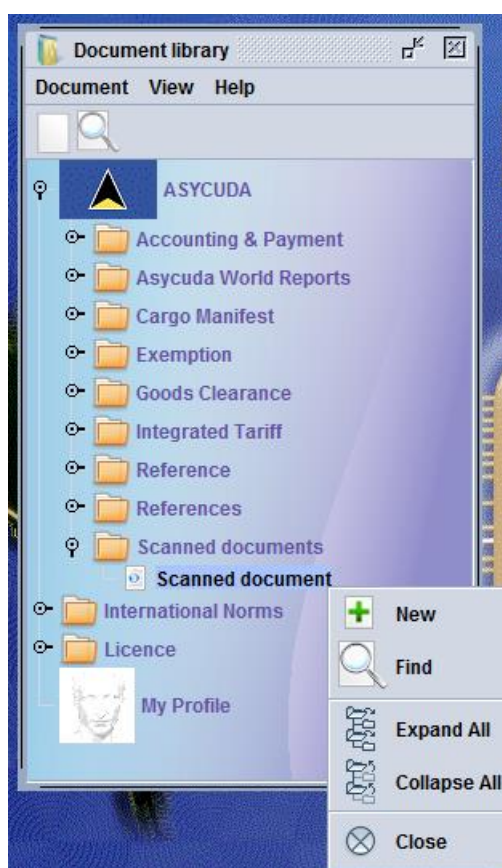 Document library
Document View Help
ASYCUDA
Accounting & Payment
Asycuda World Reports
Cargo Manifest
Exemption
Goods Clearance
Integrated Tariff
Reference
References
Scanned documents
Scanned document
International Norms
New
Licence
Find
My Profile
Expand All
Collapse All
Close